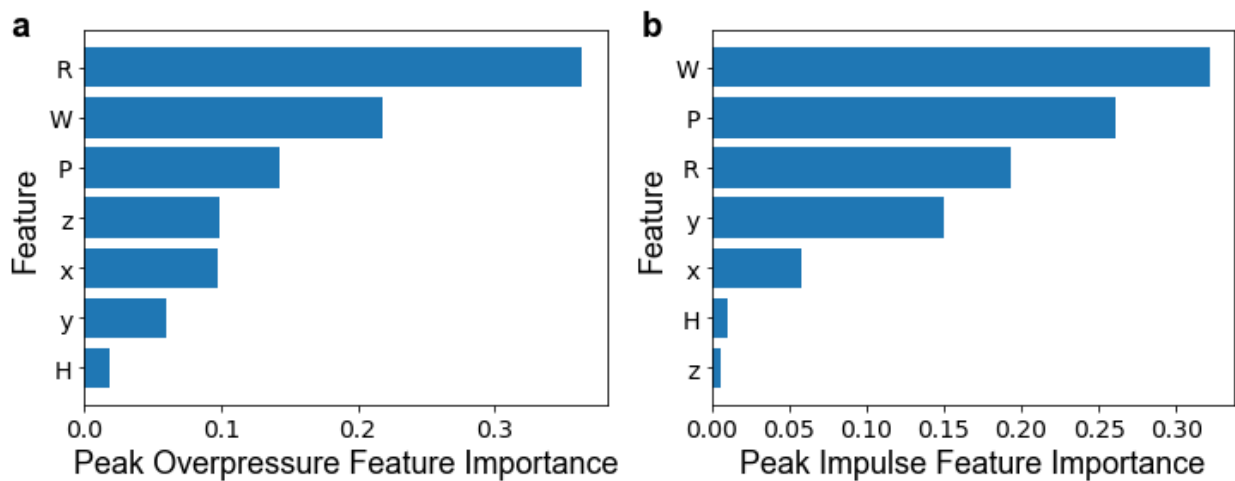 a
Feature
R
W
P
z
x
y
H
0.0 0.1 0.2 0.3
Peak Overpressure Feature Importance
b
Feature
W
P
R
y
x
H
z
0.00 0.05 0.10 0.15 0.20 0.25 0.30
Peak Impulse Feature Importance